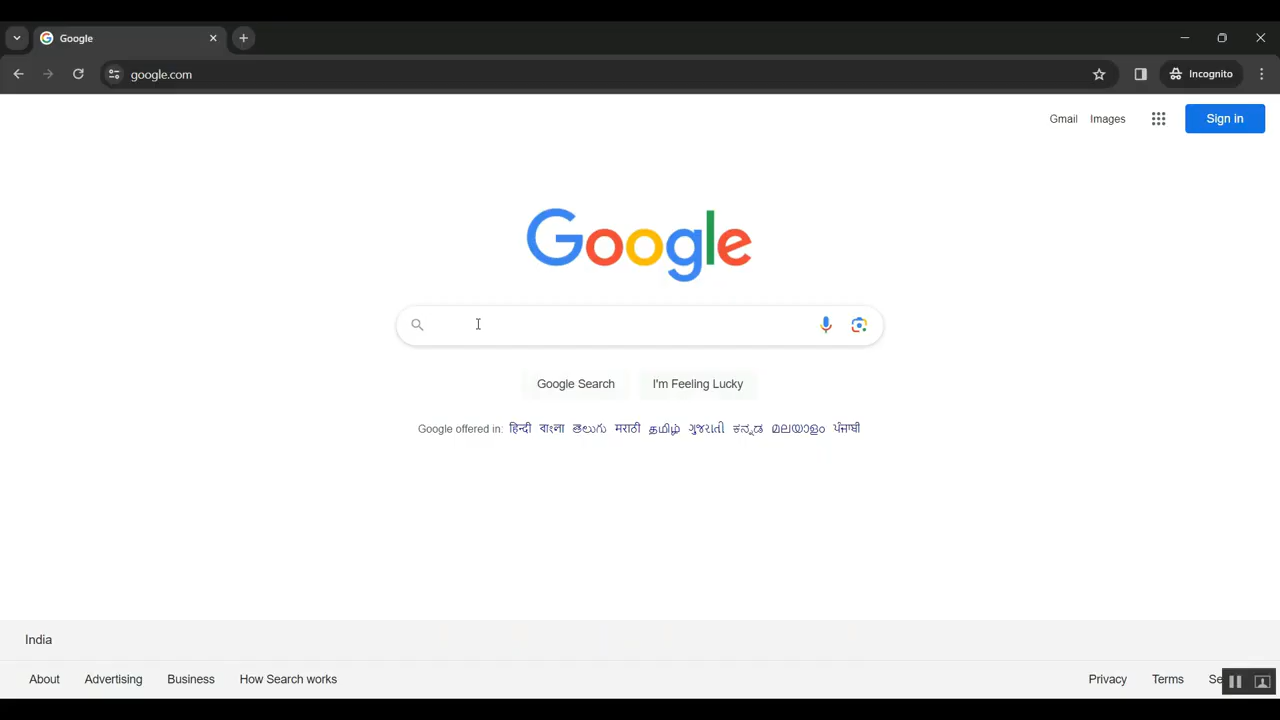 Google
google.com
Incognito
Gmail Images Sign in
Google
Google Search I'm Feeling Lucky
Google offered in: हिन्दी বাংলা తెలుగు मराठी தமிழ் ગુજરાતી ಕನ್ನಡ മലയാളം ਪੰਜਾਬੀ
India
About Advertising Business How Search works Privacy Terms Se